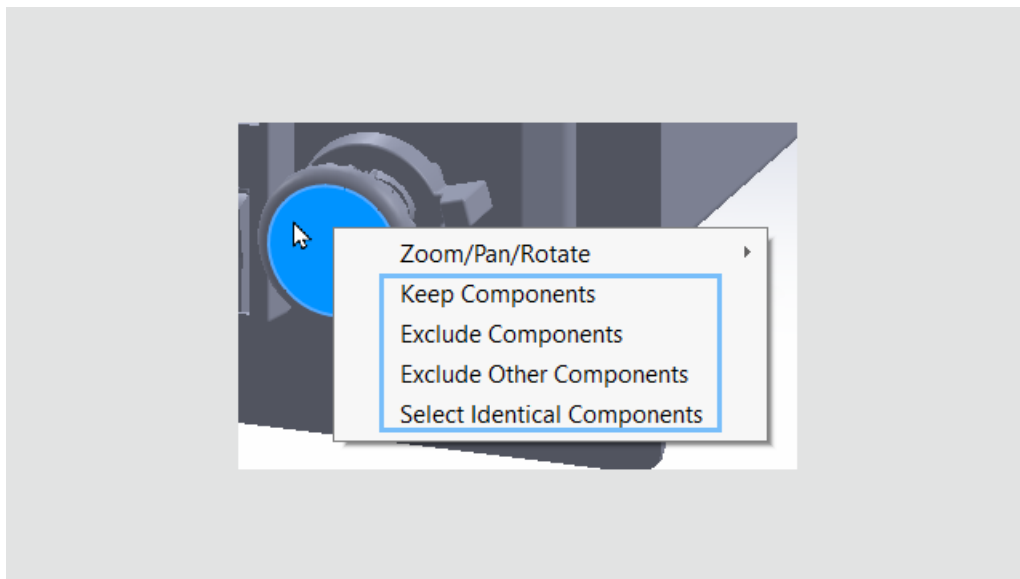 Zoom/Pan/Rotate
Keep Components
Exclude Components
Exclude Other Components
Select Identical Components